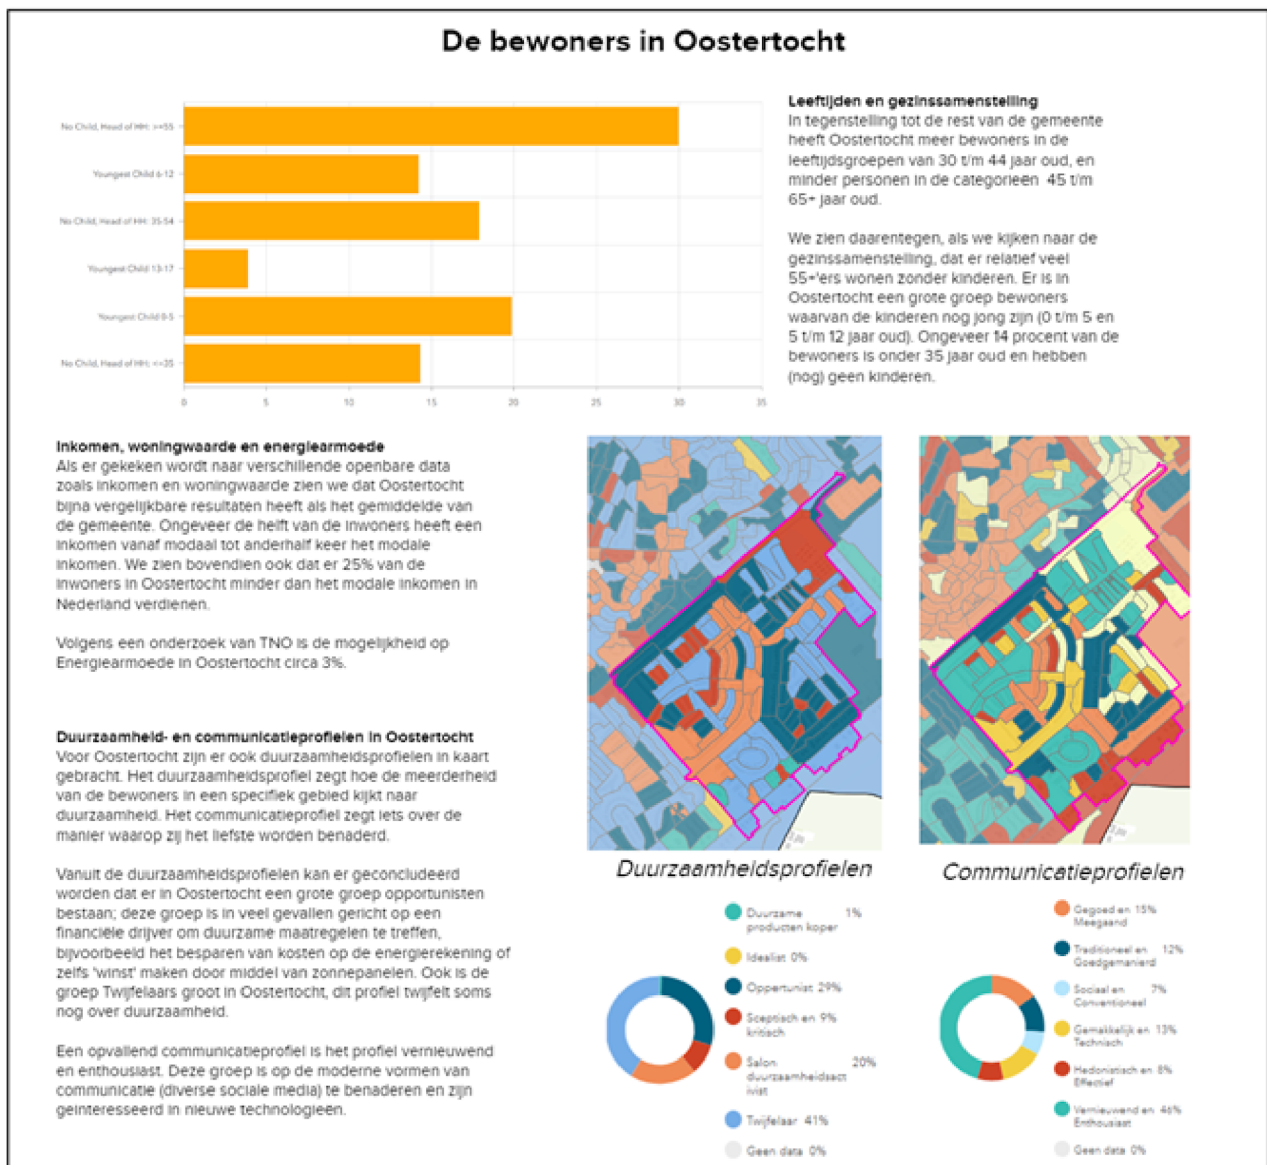 De bewoners in Oostertocht
No Child, Head of HH: >=55
Youngest Child 6-12
No Child, Head of HH: 35-54
Youngest Child 13-17
Youngest Child 0-5
No Child, Head of HH: <=35
0 5 10 15 20 25 30 35
Leeftijden en gezinssamenstelling
In tegenstelling tot de rest van de gemeente
heeft Oostertocht meer bewoners in de
leeftijdsgroepen van 30 t/m 44 jaar oud, en
minder personen in de categorieën 45 t/m
65+ jaar oud.
We zien daarentegen, als we kijken naar de
gezinssamenstelling, dat er relatief veel
55+'ers wonen zonder kinderen. Er is in
Oostertocht een grote groep bewoners
waarvan de kinderen nog jong zijn (0 t/m 5 en
5 t/m 12 jaar oud). Ongeveer 14 procent van de
bewoners is onder 35 jaar oud en hebben
(nog) geen kinderen.
Inkomen, woningwaarde en energiearmoede
Als er gekeken wordt naar verschillende openbare data
zoals inkomen en woningwaarde zien we dat Oostertocht
bijna vergelijkbare resultaten heeft als het gemiddelde van
de gemeente. Ongeveer de helft van de inwoners heeft een
inkomen vanaf modaal tot anderhalf keer het modale
inkomen. We zien bovendien ook dat er 25% van de
inwoners in Oostertocht minder dan het modale inkomen in
Nederland verdienen.
Volgens een onderzoek van TNO is de mogelijkheid op
Energiearmoede in Oostertocht circa 3%.
Duurzaamheid- en communicatieprofielen in Oostertocht
Voor Oostertocht zijn er ook duurzaamheidsprofielen in kaart
gebracht. Het duurzaamheidsprofiel zegt hoe de meerderheid
van de bewoners in een specifiek gebied kijkt naar
duurzaamheid. Het communicatieprofiel zegt iets over de
manier waarop zij het liefste worden benaderd.
Vanuit de duurzaamheidsprofielen kan er geconcludeerd
worden dat er in Oostertocht een grote groep opportunisten
bestaan; deze groep is in veel gevallen gericht op een
financiële drijver om duurzame maatregelen te treffen,
bijvoorbeeld het besparen van kosten op de energierekening of
zelfs 'winst' maken door middel van zonnepanelen. Ook is de
groep Twijfelaars groot in Oostertocht, dit profiel twijfelt soms
nog over duurzaamheid.
Een opvallend communicatieprofiel is het profiel vernieuwend
en enthousiast. Deze groep is op de moderne vormen van
communicatie (diverse sociale media) te benaderen en zijn
geïnteresseerd in nieuwe technologieën.
Duurzaamheidsprofielen
Duurzame 1%
producten koper
Idealist 0%
Opportunist 29%
Sceptisch en 9%
kritisch
Salon 20%
duurzaamheidsact
ivist
Twijfelaar 41%
Geen data 0%
Communicatieprofielen
Gegoed en 15%
Meegaand
Traditioneel en 12%
Goedgemanierd
Sociaal en 7%
Conventioneel
Gemakkelijk en 13%
Technisch
Hedonistisch en 8%
Effectief
Vernieuwend en 46%
Enthousiast
Geen data 0%